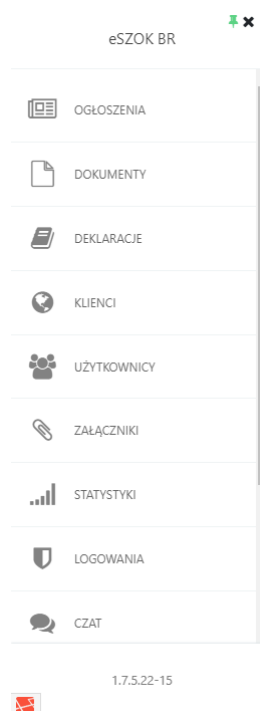 eSZOK BR
OGŁOSZENIA
DOKUMENTY
DEKLARACJE
KLIENCI
UŻYTKOWNICY
ZAŁĄCZNIKI
STATYSTYKI
LOGOWANIA
CZAT
1.7.5.22-15